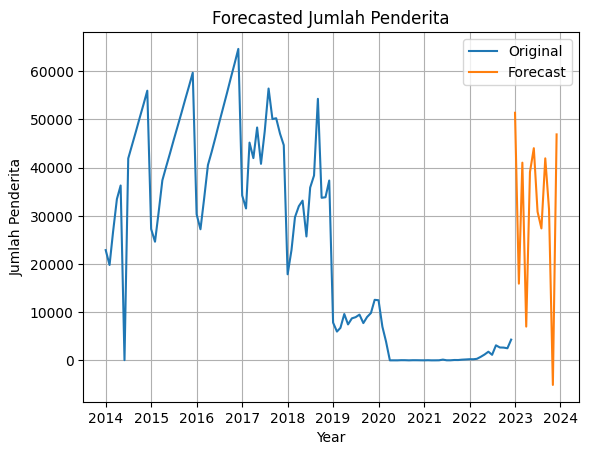 Forecasted Jumlah Penderita
Original
Forecast
Jumlah Penderita
60000
50000
40000
30000
20000
10000
0
2014 2015 2016 2017 2018 2019 2020 2021 2022 2023 2024
Year